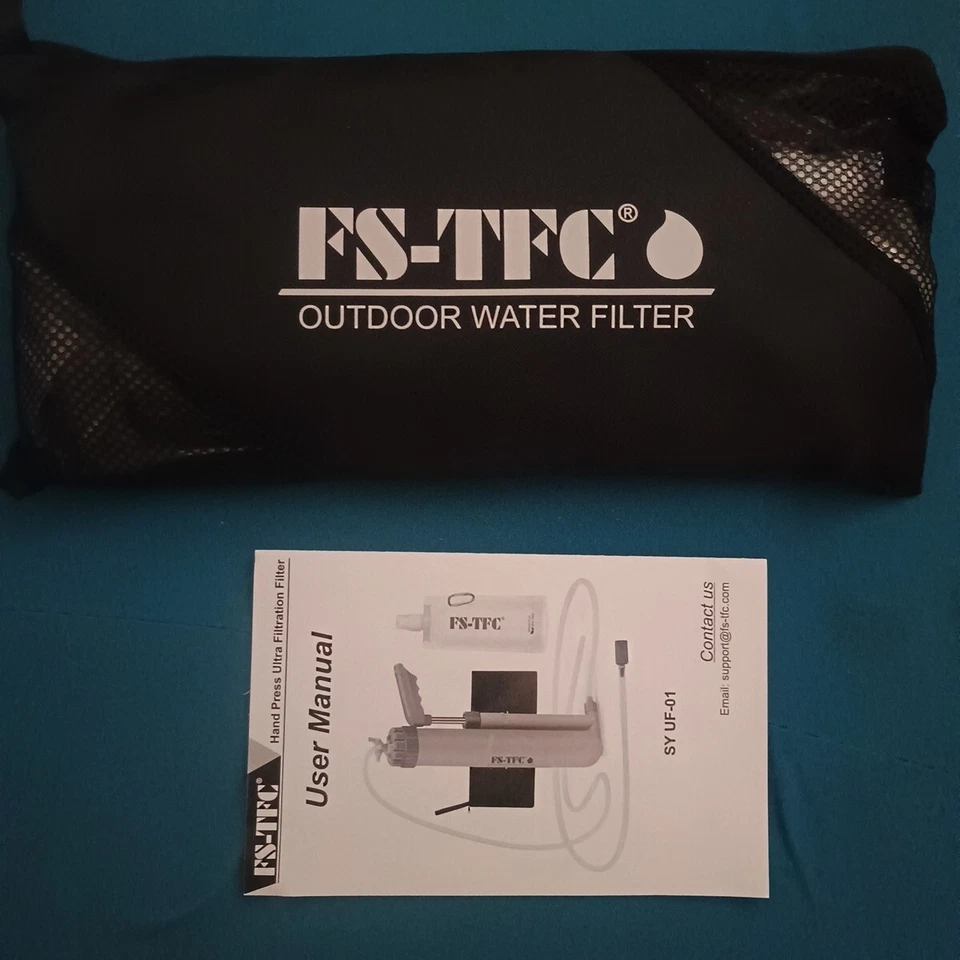 FS-TFC®
OUTDOOR WATER FILTER
FS-TFC®
Hand Press Ultra Filtration Filter
User Manual
FS-TFC®
FS-TFC
SY UF-01
Contact us
Email: support@fs-tfc.com